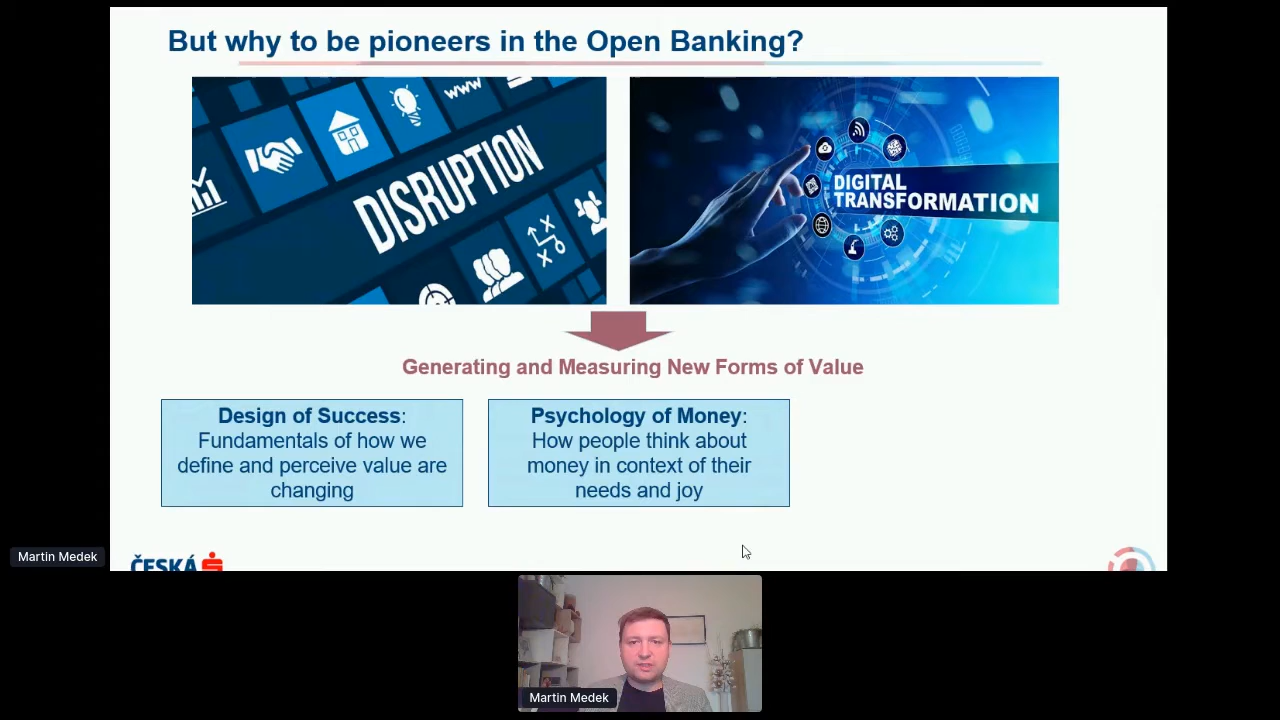 But why to be pioneers in the Open Banking?
WWW
DISRUPTION
DIGITAL
TRANSFORMATION
Generating and Measuring New Forms of Value
Design of Success:
Fundamentals of how we
define and perceive value are
changing
Psychology of Money:
How people think about
money in context of their
needs and joy
Martin Medek
ČESKÁ
Martin Medek